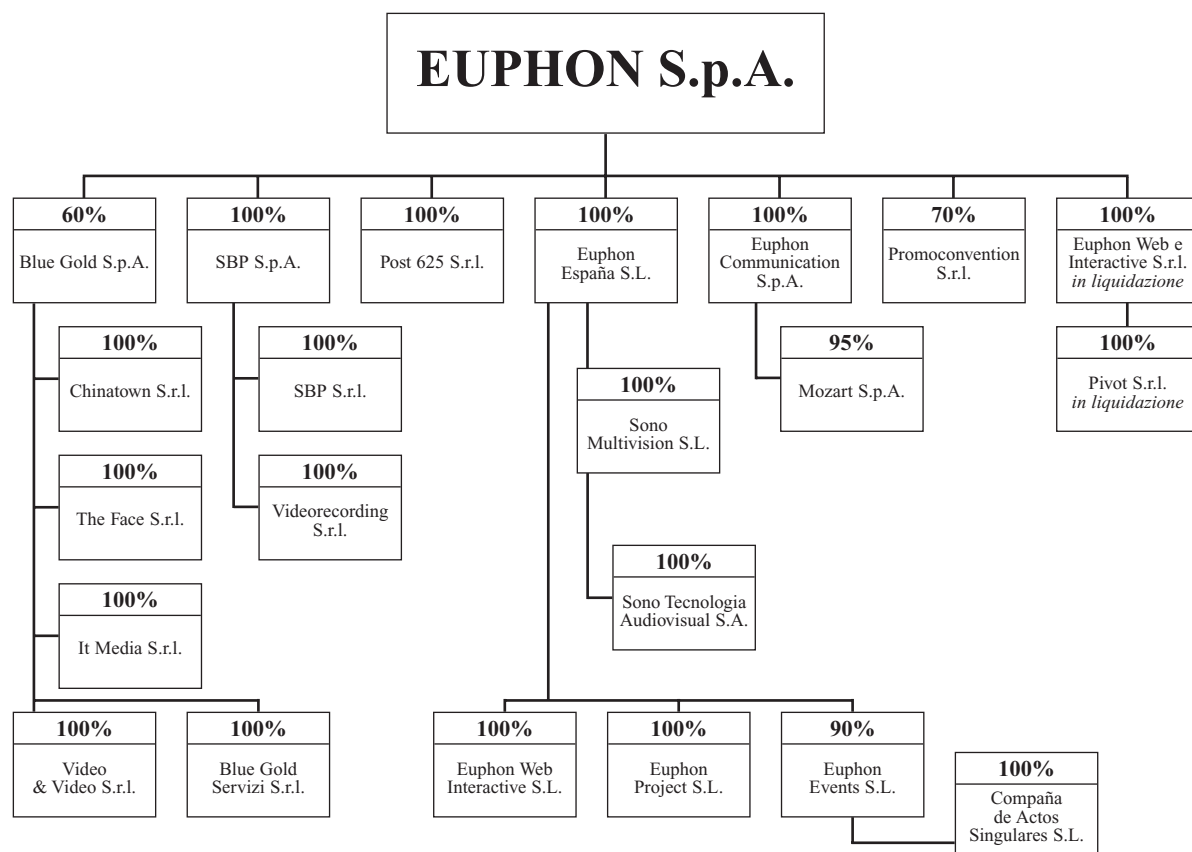 EUPHON S.p.A.
60%
Blue Gold S.p.A.
100%
SBP S.p.A.
100%
Post 625 S.r.l.
100%
Euphon
España S.L.
100%
Euphon
Communication
S.p.A.
70%
Promoconvention
S.r.l.
100%
Euphon Web e
Interactive S.r.l.
in liquidazione
100%
Chinatown S.r.l.
100%
SBP S.r.l.
100%
Sono
Multivision S.L.
95%
Mozart S.p.A.
100%
Pivot S.r.l.
in liquidazione
100%
The Face S.r.l.
100%
Videorecording
S.r.l.
100%
Sono Tecnologia
Audiovisual S.A.
100%
It Media S.r.l.
100%
Video
& Video S.r.l.
100%
Blue Gold
Servizi S.r.l.
100%
Euphon Web
Interactive S.L.
100%
Euphon
Project S.L.
90%
Euphon
Events S.L.
100%
Compaña
de Actos
Singulares S.L.